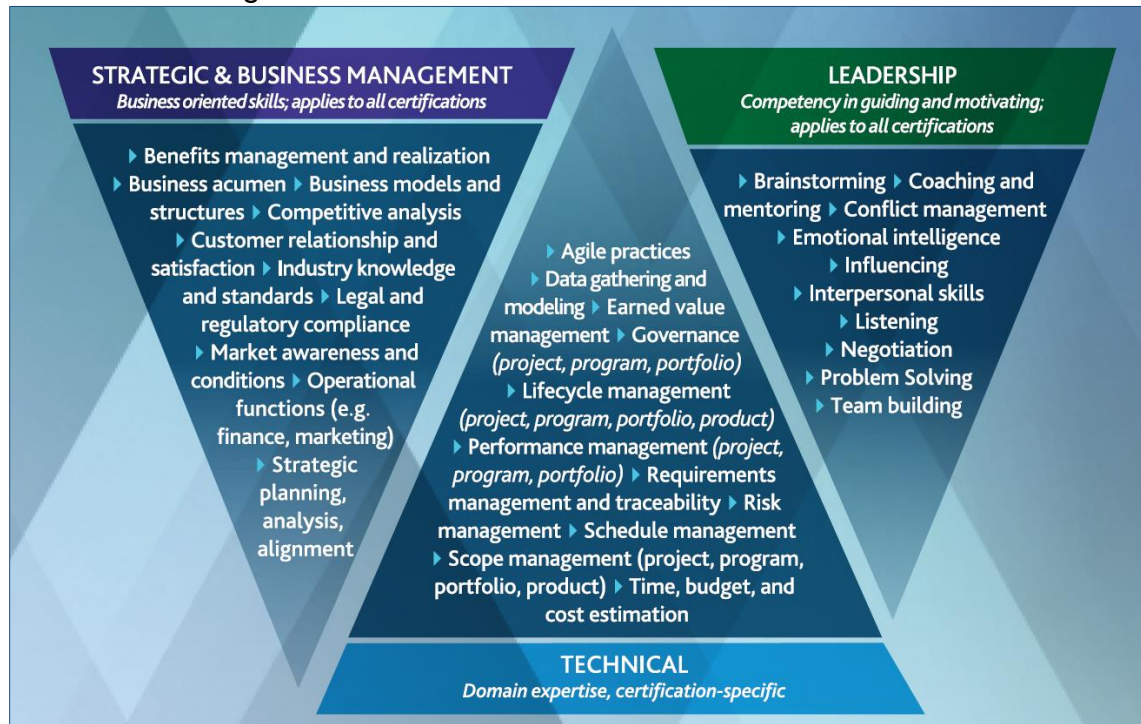 STRATEGIC & BUSINESS MANAGEMENT
Business oriented skills; applies to all certifications
Benefits management and realization
Business acumen Business models and
structures Competitive analysis
Customer relationship and
satisfaction Industry knowledge
and standards Legal and
regulatory compliance
Market awareness and
conditions Operational
functions (e.g.
finance, marketing)
Strategic
planning,
analysis,
alignment
Agile practices
Data gathering and
modeling Earned value
management Governance
(project, program, portfolio)
Lifecycle management
(project, program, portfolio, product)
Performance management (project,
program, portfolio) Requirements
management and traceability Risk
management Schedule management
Scope management (project, program,
portfolio, product) Time, budget, and
cost estimation
TECHNICAL
Domain expertise, certification-specific
LEADERSHIP
Competency in guiding and motivating;
applies to all certifications
Brainstorming Coaching and
mentoring Conflict management
Emotional intelligence
Influencing
Interpersonal skills
Listening
Negotiation
Problem Solving
Team building